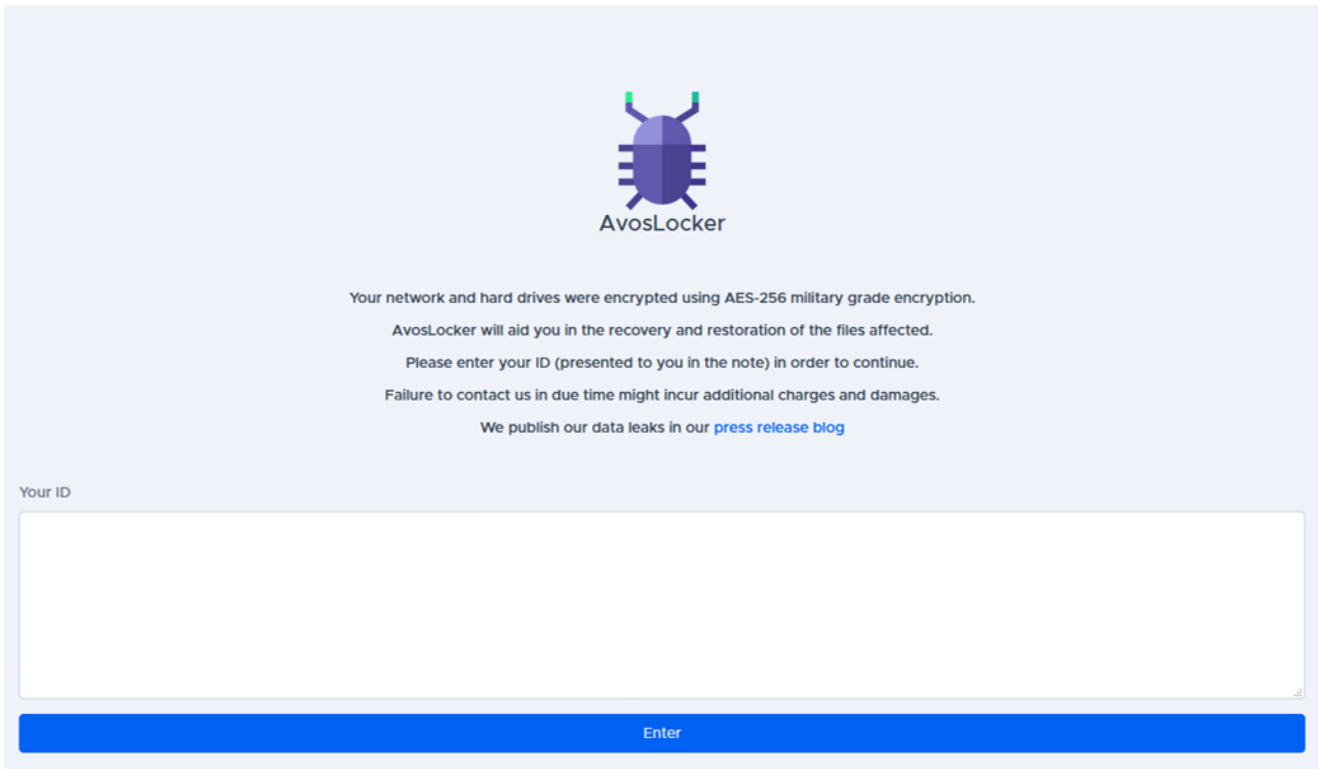 AvosLocker
Your network and hard drives were encrypted using AES-256 military grade encryption.
AvosLocker will aid you in the recovery and restoration of the files affected.
Please enter your ID (presented to you in the note) in order to continue.
Failure to contact us in due time might incur additional charges and damages.
We publish our data leaks in our press release blog
Your ID
Enter